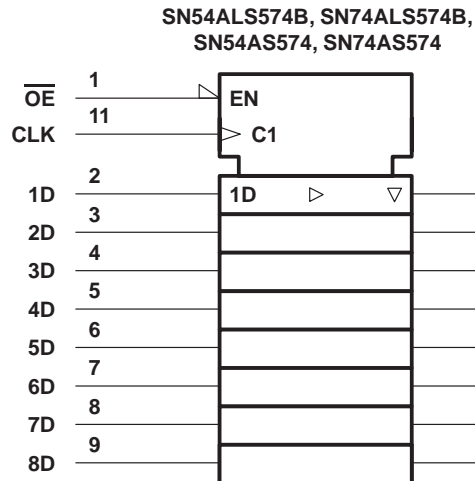 SN54ALS574B, SN74ALS574B,
SN54AS574, SN74AS574
OE 1 EN
CLK 11 C1
1D 2 1D
2D 3
3D 4
4D 5
5D 6
6D 7
7D 8
8D 9